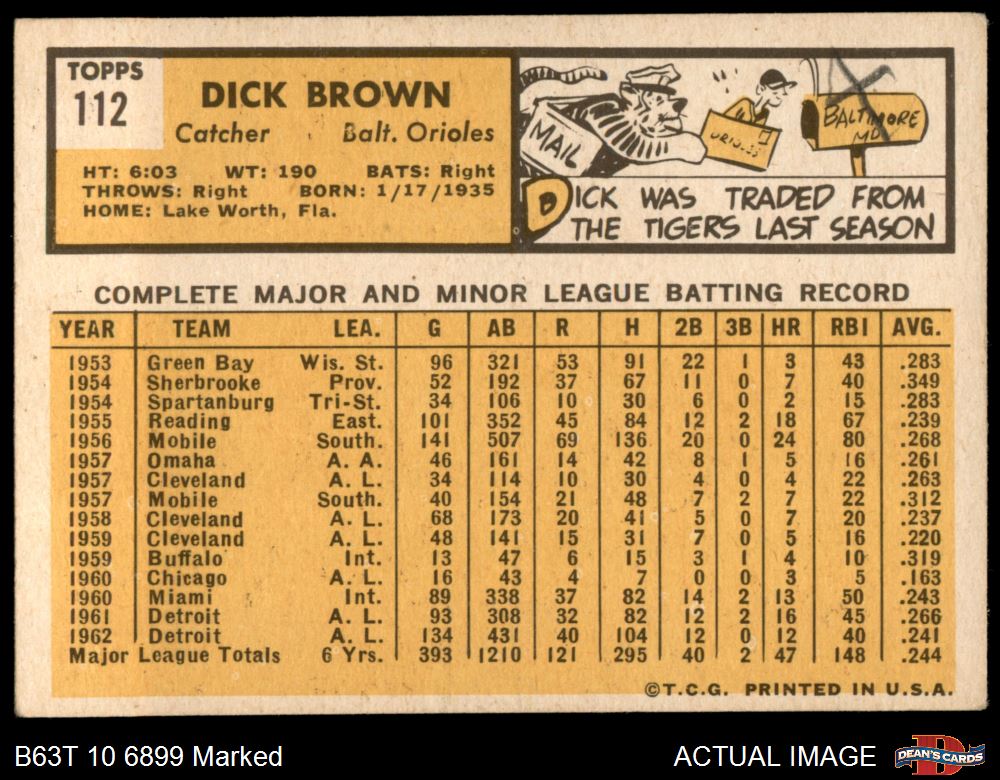 TOPPS
112
DICK BROWN
Catcher Balt. Orioles
HT: 6:03 WT: 190 BATS: Right
THROWS: Right BORN: 1/17/1935
HOME: Lake Worth, Fla.
MAIL
ORIOLES
BALTIMORE
MD.
DICK WAS TRADED FROM
THE TIGERS LAST SEASON
COMPLETE MAJOR AND MINOR LEAGUE BATTING RECORD
YEAR TEAM LEA. G AB R H 2B 3B HR RBI AVG.
1953 Green Bay Wis. St. 96 321 53 91 22 1 3 43 .283
1954 Sherbrooke Prov. 52 192 37 67 11 0 7 40 .349
1954 Spartanburg Tri-St. 34 106 10 30 6 0 2 15 .283
1955 Reading East. 101 352 45 84 12 2 18 67 .239
1956 Mobile South. 141 507 69 136 20 0 24 80 .268
1957 Omaha A. A. 46 161 14 42 8 1 5 16 .261
1957 Cleveland A. L. 34 114 10 30 4 0 4 22 .263
1957 Mobile South. 40 154 21 48 7 2 7 22 .312
1958 Cleveland A. L. 68 173 20 41 5 0 7 20 .237
1959 Cleveland A. L. 48 141 15 31 7 0 5 16 .220
1959 Buffalo Int. 13 47 6 15 3 1 4 10 .319
1960 Chicago A. L. 16 43 4 7 0 0 3 5 .163
1960 Miami Int. 89 338 37 82 14 2 13 50 .243
1961 Detroit A. L. 93 308 32 82 12 2 16 45 .266
1962 Detroit A. L. 134 431 40 104 12 0 12 40 .241
Major League Totals 6 Yrs. 393 1210 121 295 40 2 47 148 .244
©T.C.G. PRINTED IN U.S.A.
B63T 10 6899 Marked
ACTUAL IMAGE
DEAN'S CARDS